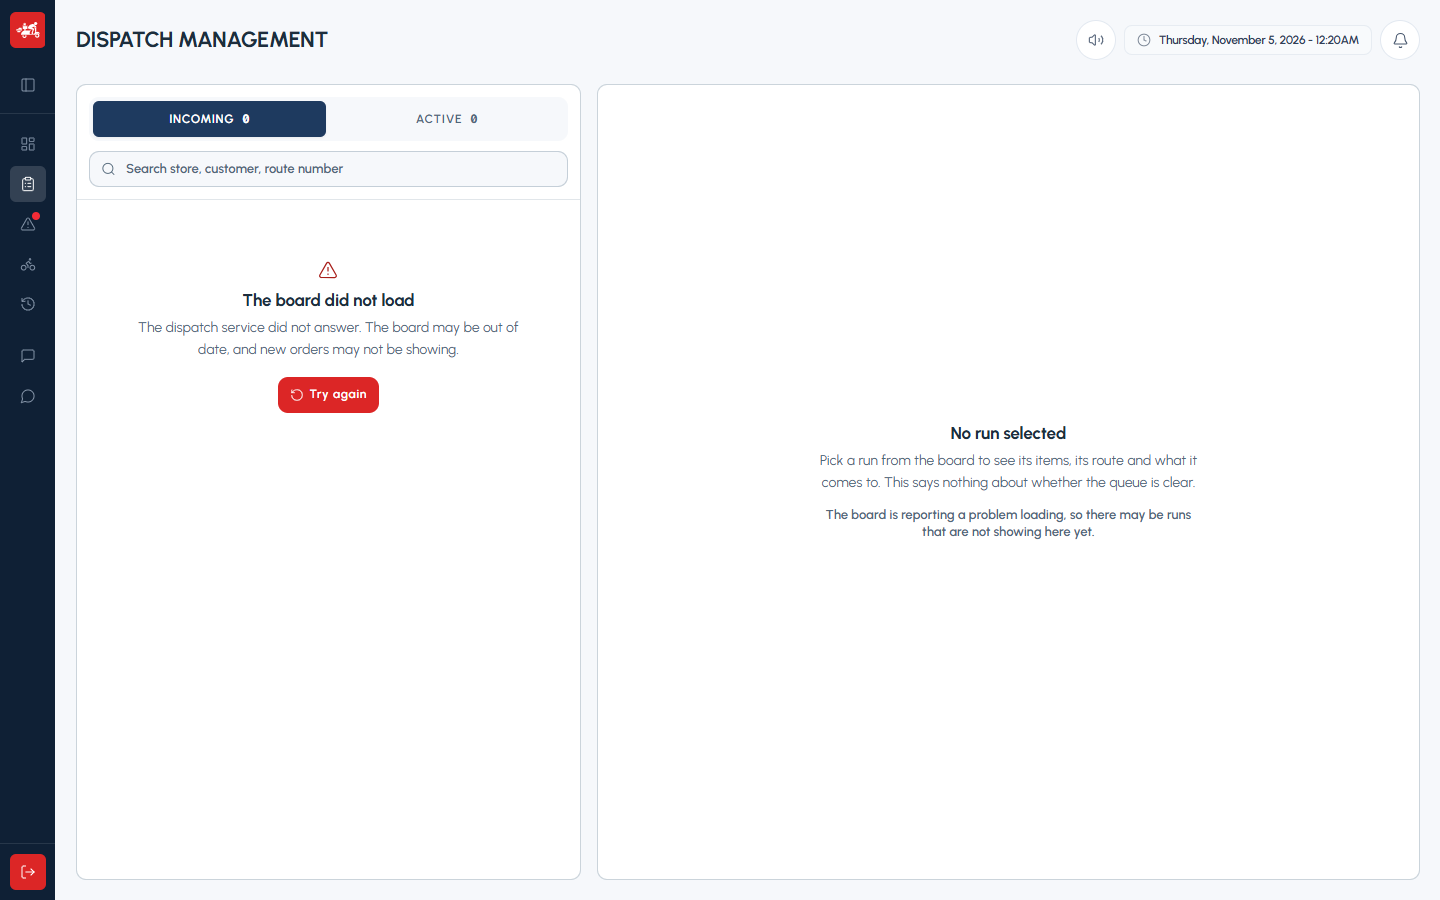 DISPATCH MANAGEMENT
Thursday, November 5, 2026 - 12:20AM
INCOMING 0
ACTIVE 0
Search store, customer, route number
The board did not load
The dispatch service did not answer. The board may be out of
date, and new orders may not be showing.
Try again
No run selected
Pick a run from the board to see its items, its route and what it
comes to. This says nothing about whether the queue is clear.
The board is reporting a problem loading, so there may be runs
that are not showing here yet.